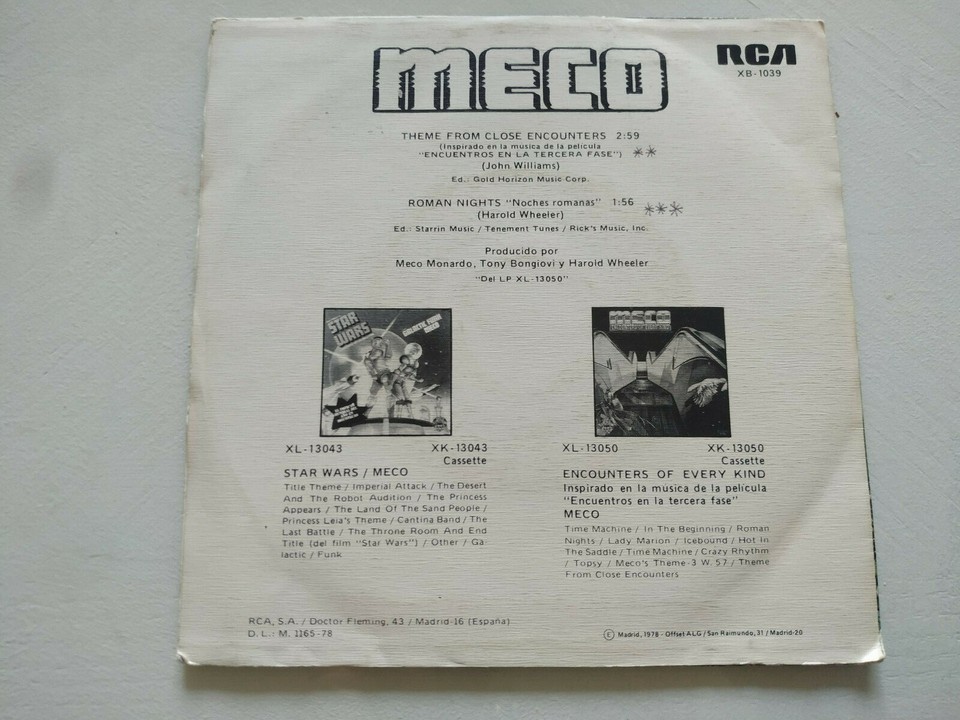 MECO
RCA
XB-1039
THEME FROM CLOSE ENCOUNTERS 2:59
(Inspirado en la musica de la película
"ENCUENTROS EN LA TERCERA FASE") **
(John Williams)
Ed.: Gold Horizon Music Corp.
ROMAN NIGHTS "Noches romanas" 1:56 ***
(Harold Wheeler)
Ed.: Starrin Music / Tenement Tunes / Rick's Music, Inc.
Producido por
Meco Monardo, Tony Bongiovi y Harold Wheeler
"Del LP XL-13050"
STAR WARS
GALACTIC FUNK
MECO
XL-13043 XK-13043
Cassette
STAR WARS / MECO
Title Theme / Imperial Attack / The Desert
And The Robot Audition / The Princess
Appears / The Land Of The Sand People /
Princess Leia's Theme / Cantina Band / The
Last Battle / The Throne Room And End
Title (del film "Star Wars") / Other / Ga-
lactic / Funk
MECO
XL-13050 XK-13050
Cassette
ENCOUNTERS OF EVERY KIND
Inspirado en la musica de la película
"Encuentros en la tercera fase"
MECO
Time Machine / In The Beginning / Roman
Nights / Lady Marion / Icebound / Hot In
The Saddle / Time Machine / Crazy Rhythm
/ Topsy / Meco's Theme-3 W. 57 / Theme
From Close Encounters
RCA, S.A. / Doctor Fleming, 43 / Madrid-16 (España)
D. L.: M. 1165-78
© Madrid, 1978 - Offset ALG / San Raimundo, 31 / Madrid-20